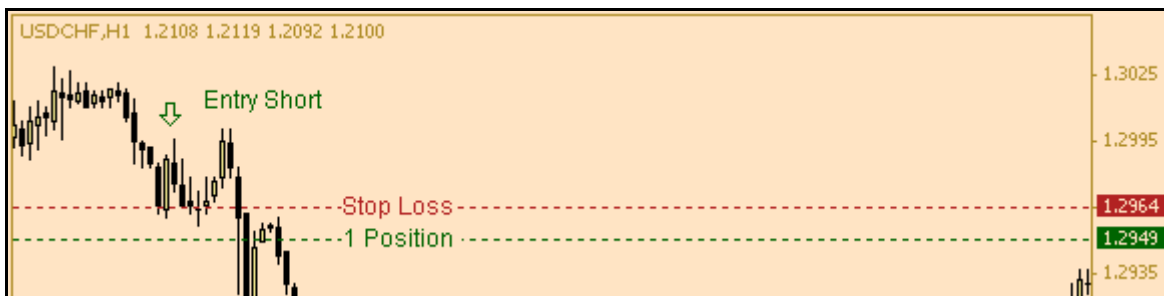 USDCHF,H1 1.2108 1.2119 1.2092 1.2100
1.3025
Entry Short
1.2995
Stop Loss
1.2964
1 Position
1.2949
1.2935